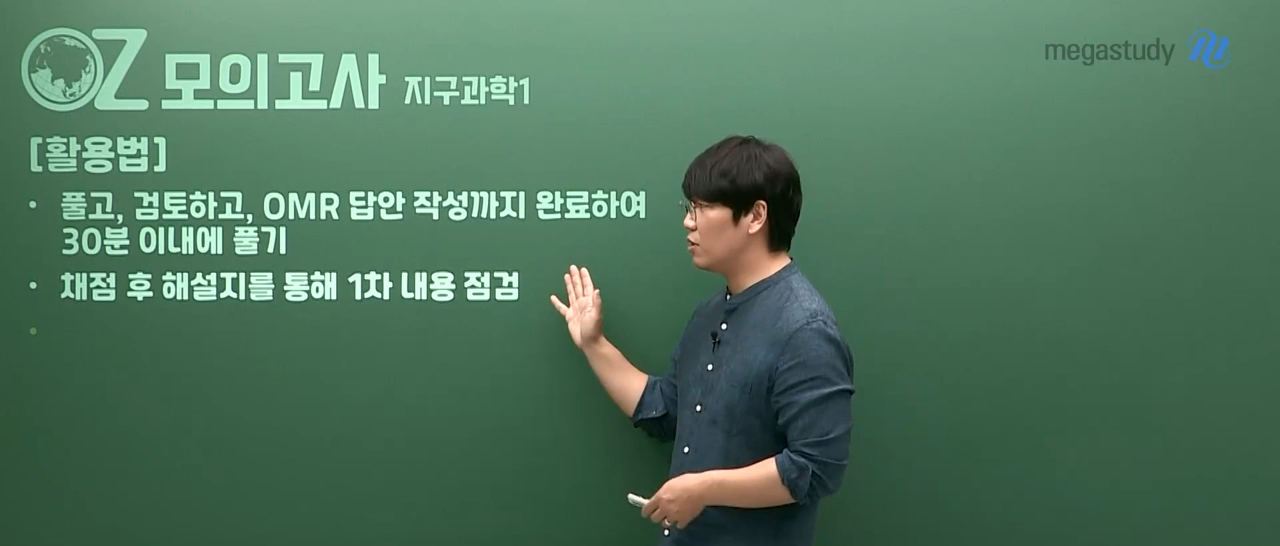 OZ 모의고사 지구과학1
megastudy
[활용법]
• 풀고, 검토하고, OMR 답안 작성까지 완료하여
30분 이내에 풀기
• 채점 후 해설지를 통해 1차 내용 점검